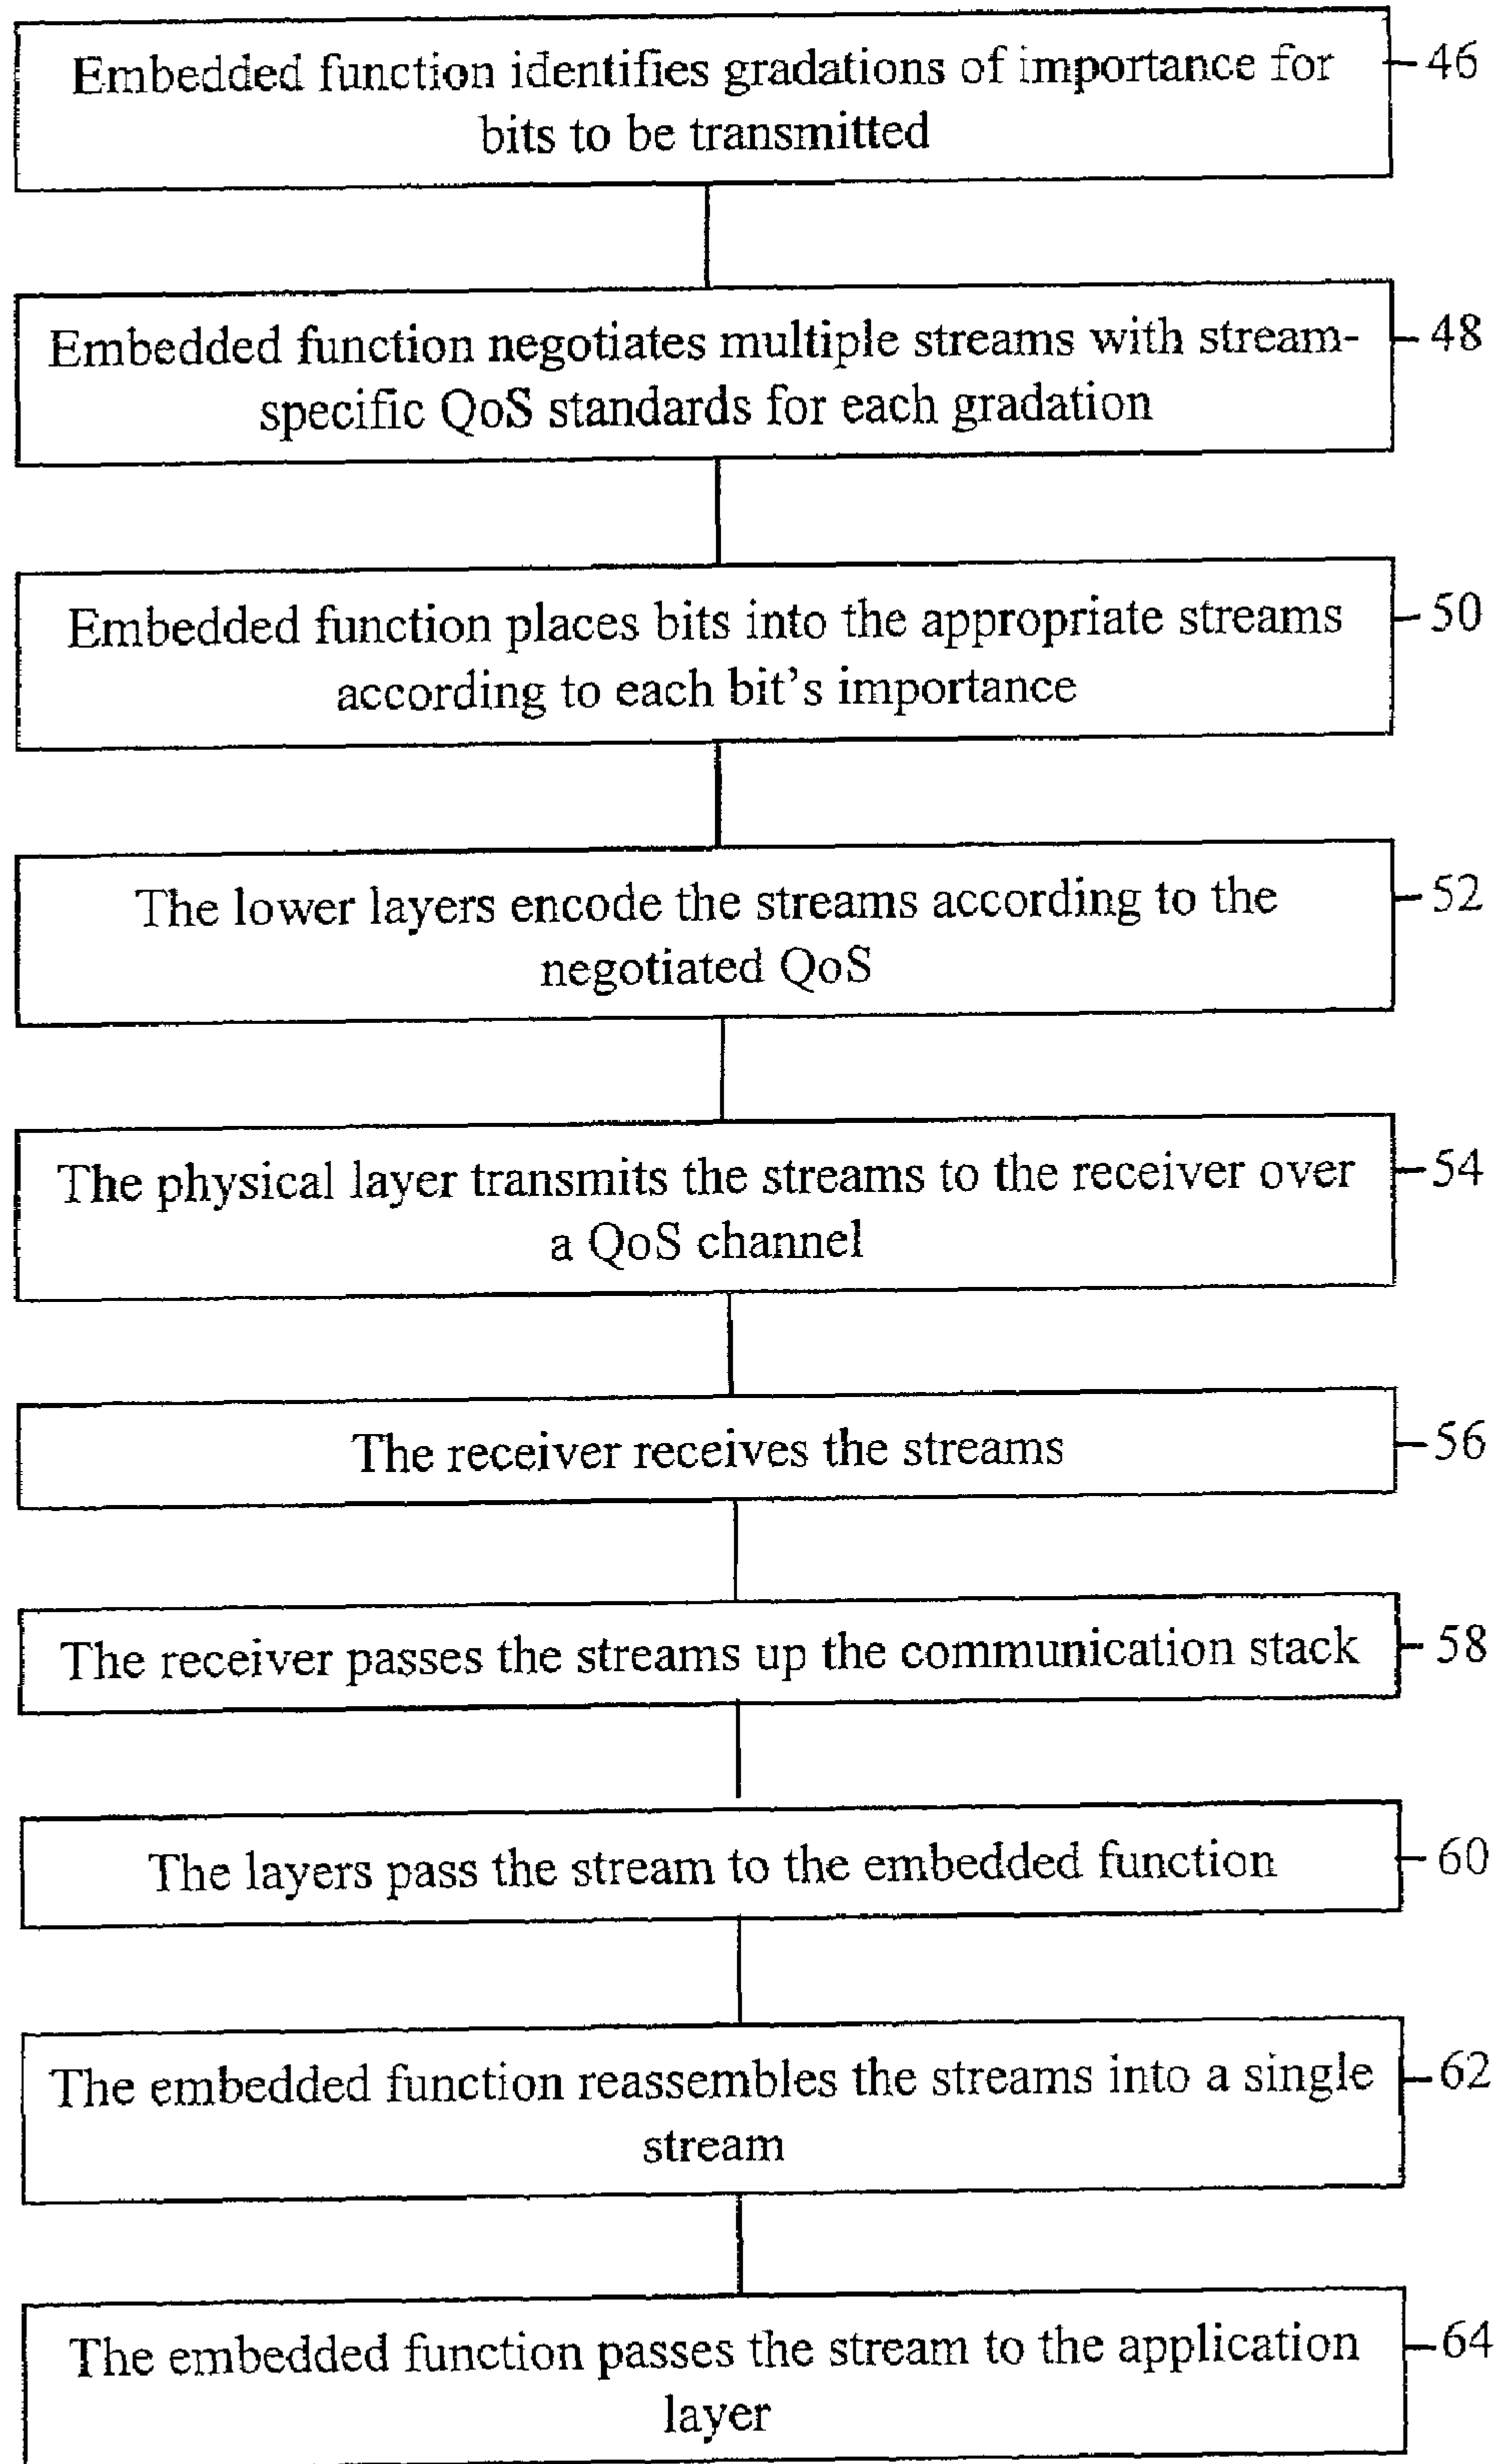 Embedded function identifies gradations of importance for
bits to be transmitted
46
Embedded function negotiates multiple streams with stream-
specific QoS standards for each gradation
48
Embedded function places bits into the appropriate streams
according to each bit's importance
50
The lower layers encode the streams according to the
negotiated QoS
52
The physical layer transmits the streams to the receiver over
a QoS channel
54
The receiver receives the streams
56
The receiver passes the streams up the communication stack
58
The layers pass the stream to the embedded function
60
The embedded function reassembles the streams into a single
stream
62
The embedded function passes the stream to the application
layer
64